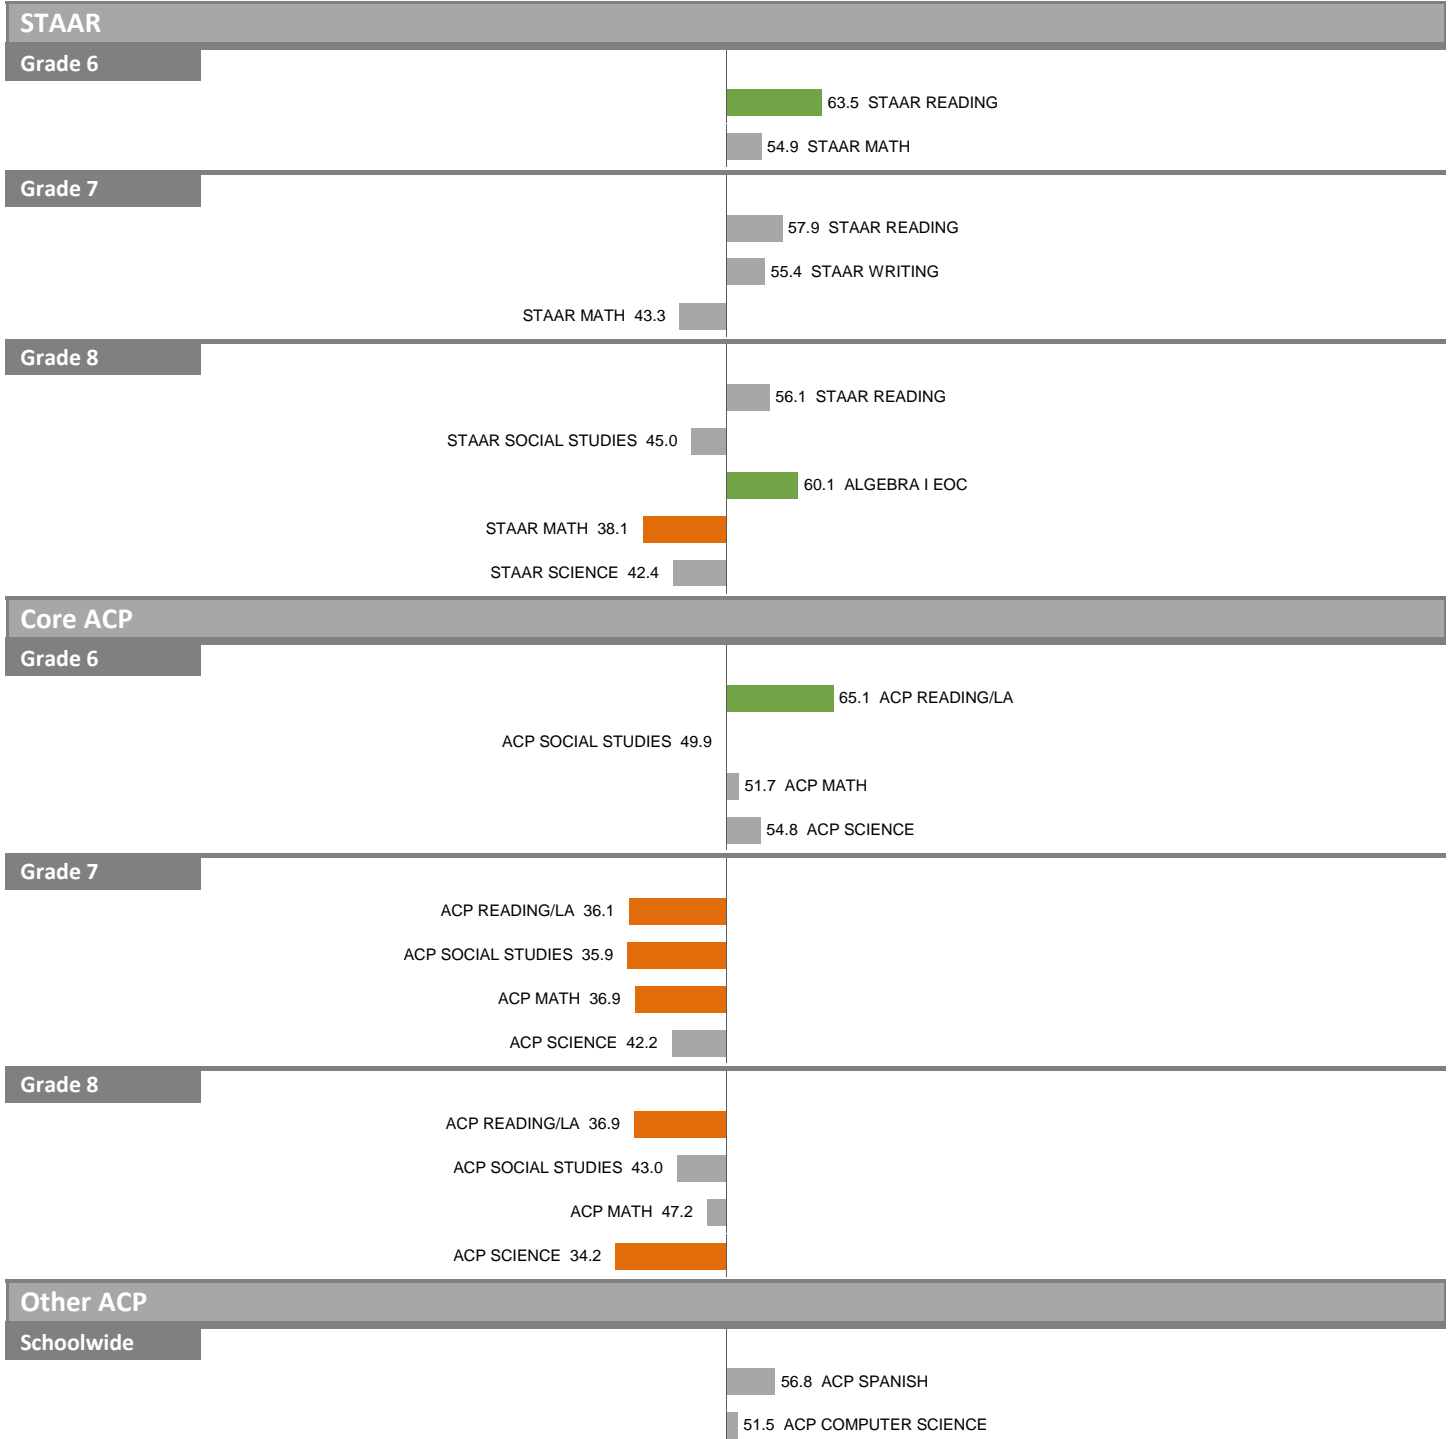 STAAR
Grade 6
63.5 STAAR READING
54.9 STAAR MATH
Grade 7
57.9 STAAR READING
55.4 STAAR WRITING
STAAR MATH 43.3
Grade 8
56.1 STAAR READING
STAAR SOCIAL STUDIES 45.0
60.1 ALGEBRA I EOC
STAAR MATH 38.1
STAAR SCIENCE 42.4
Core ACP
Grade 6
65.1 ACP READING/LA
ACP SOCIAL STUDIES 49.9
51.7 ACP MATH
54.8 ACP SCIENCE
Grade 7
ACP READING/LA 36.1
ACP SOCIAL STUDIES 35.9
ACP MATH 36.9
ACP SCIENCE 42.2
Grade 8
ACP READING/LA 36.9
ACP SOCIAL STUDIES 43.0
ACP MATH 47.2
ACP SCIENCE 34.2
Other ACP
Schoolwide
56.8 ACP SPANISH
51.5 ACP COMPUTER SCIENCE